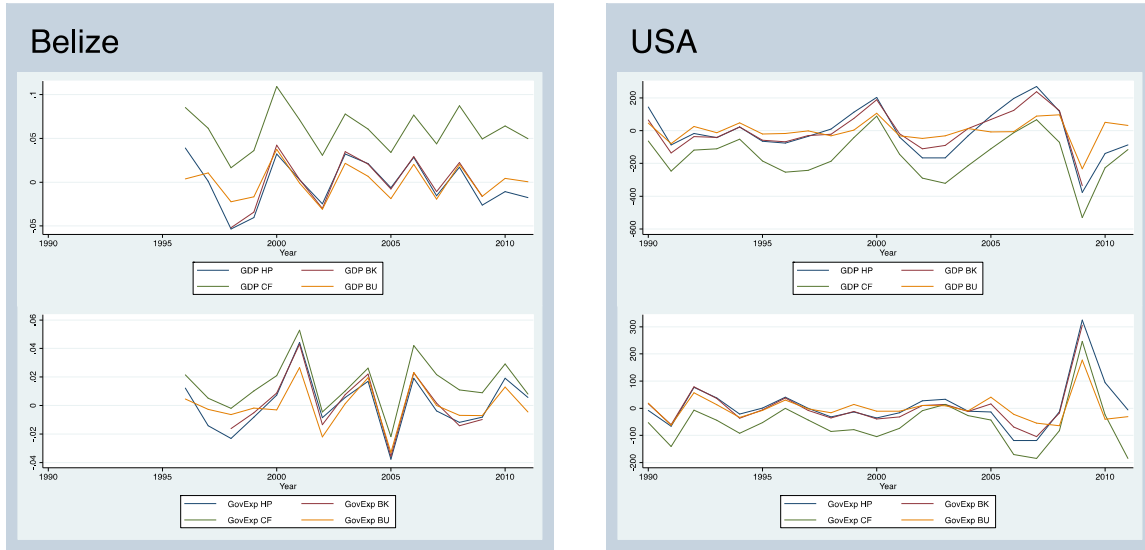 Belize
.1
.05
0
-.05
1990 1995 2000 2005 2010
Year
GDP HP GDP BK
GDP CF GDP BU
.06
.04
.02
0
-.02
-.04
1990 1995 2000 2005 2010
Year
GovExp HP GovExp BK
GovExp CF GovExp BU
USA
200
0
-200
-400
-600
1990 1995 2000 2005 2010
Year
GDP HP GDP BK
GDP CF GDP BU
300
200
100
0
-100
-200
1990 1995 2000 2005 2010
Year
GovExp HP GovExp BK
GovExp CF GovExp BU